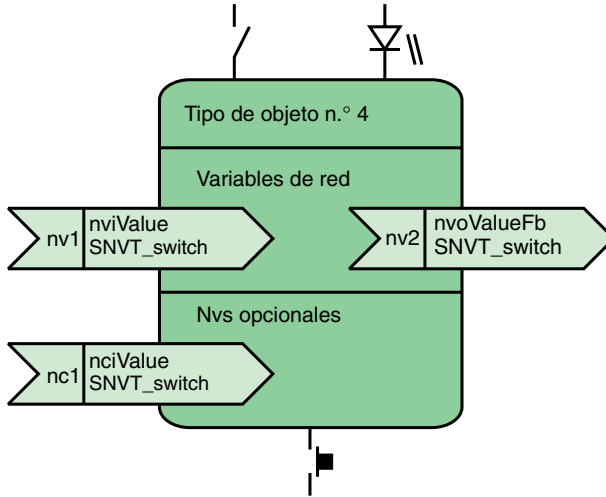 Tipo de objeto n.° 4
Variables de red
nv1
nviValue
SNVT_switch
nv2
nvoValueFb
SNVT_switch
Nvs opcionales
nc1
nciValue
SNVT_switch